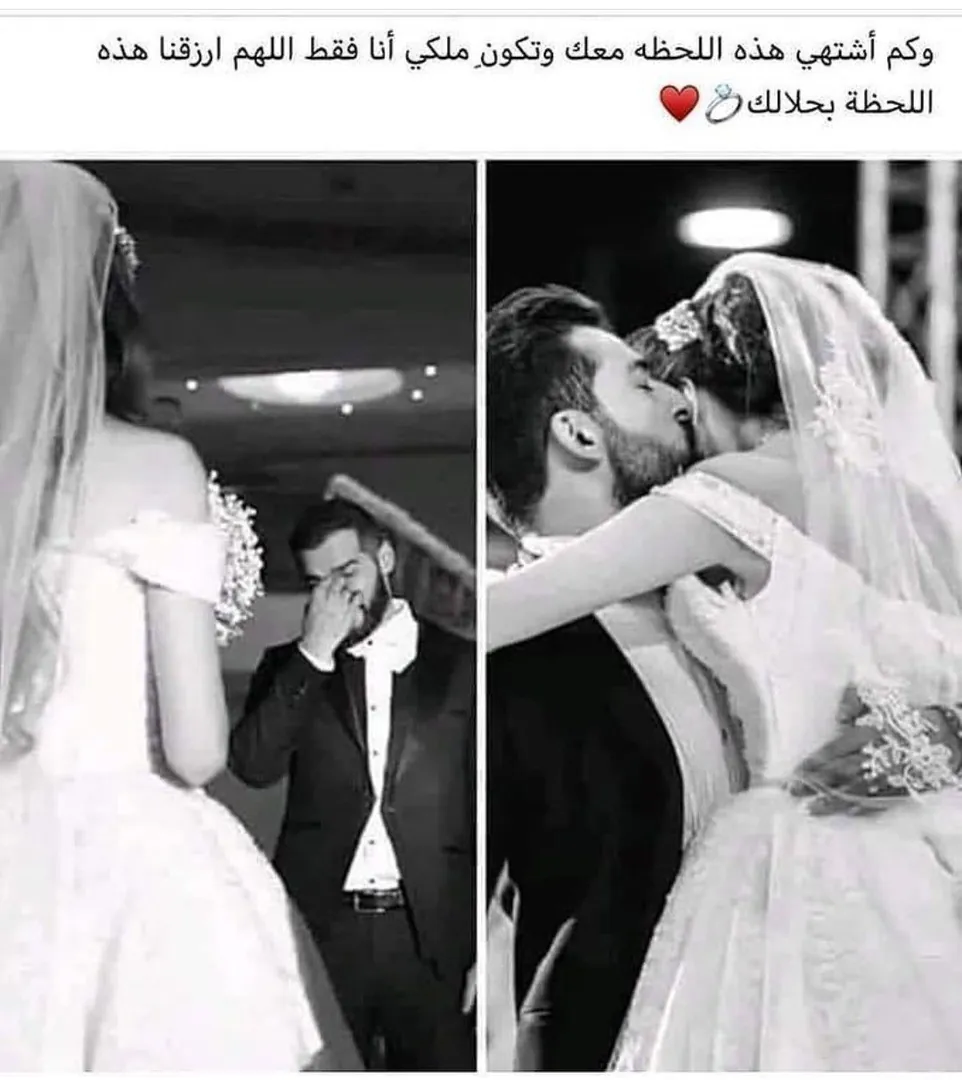 وكم أشتهي هذه اللحظه معك وتكونِ ملكي أنا فقط اللهم ارزقنا هذه
اللحظة بحلالك💍♥️